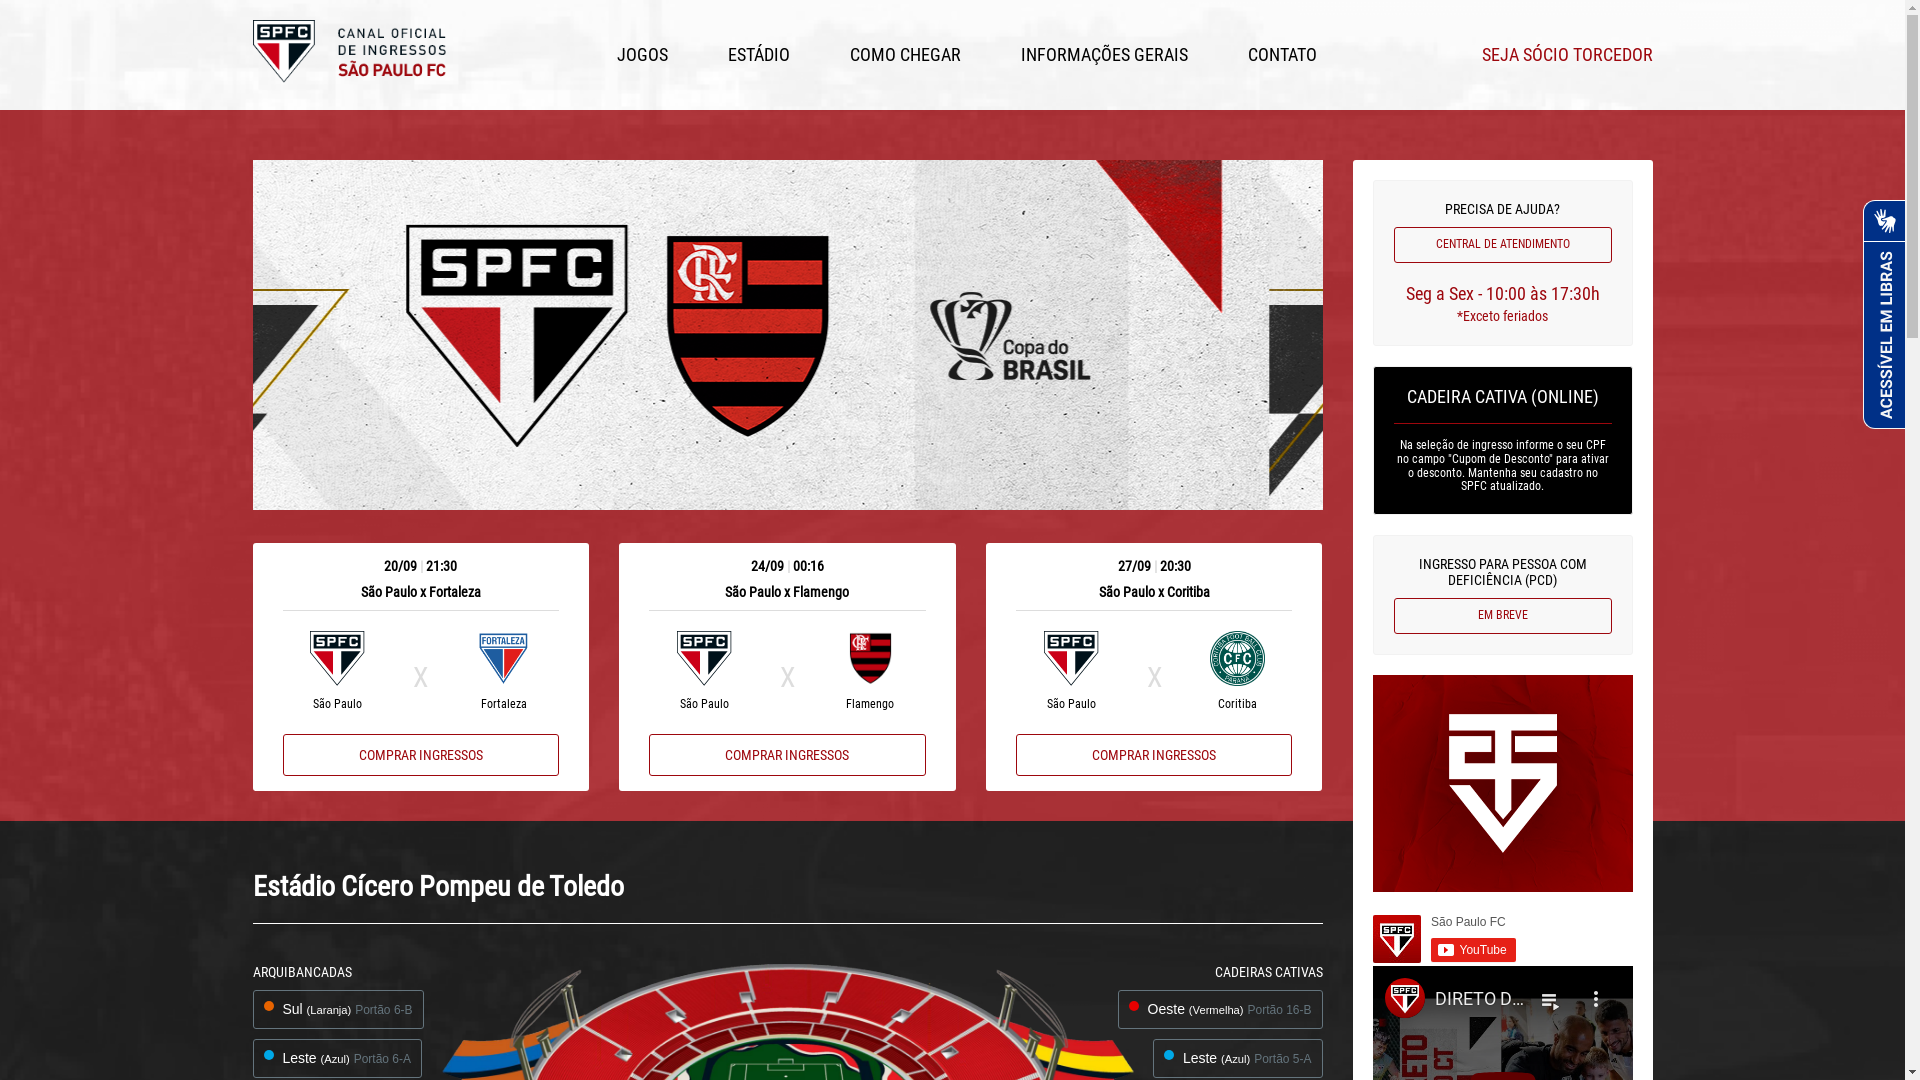 SPFC
CANAL OFICIAL
DE INGRESSOS
SÃO PAULO FC
JOGOS
ESTÁDIO
COMO CHEGAR
INFORMAÇÕES GERAIS
CONTATO
SEJA SÓCIO TORCEDOR
SPFC
CRF
Copa do
BRASIL
20/09 | 21:30
São Paulo x Fortaleza
SPFC
X
FORTALEZA
São Paulo
Fortaleza
COMPRAR INGRESSOS
24/09 | 00:16
São Paulo x Flamengo
SPFC
X
São Paulo
Flamengo
COMPRAR INGRESSOS
27/09 | 20:30
São Paulo x Coritiba
SPFC
X
CORITIBA FOOT BALL CLUB
CFC
PARANÁ
São Paulo
Coritiba
COMPRAR INGRESSOS
PRECISA DE AJUDA?
CENTRAL DE ATENDIMENTO
Seg a Sex - 10:00 às 17:30h
*Exceto feriados
CADEIRA CATIVA (ONLINE)
Na seleção de ingresso informe o seu CPF
no campo "Cupom de Desconto" para ativar
o desconto. Mantenha seu cadastro no
SPFC atualizado.
INGRESSO PARA PESSOA COM
DEFICIÊNCIA (PCD)
EM BREVE
ACESSÍVEL EM LIBRAS
SPFC
São Paulo FC
YouTube
SPFC
DIRETO D...
Estádio Cícero Pompeu de Toledo
ARQUIBANCADAS
Sul (Laranja) Portão 6-B
Leste (Azul) Portão 6-A
CADEIRAS CATIVAS
Oeste (Vermelha) Portão 16-B
Leste (Azul) Portão 5-A